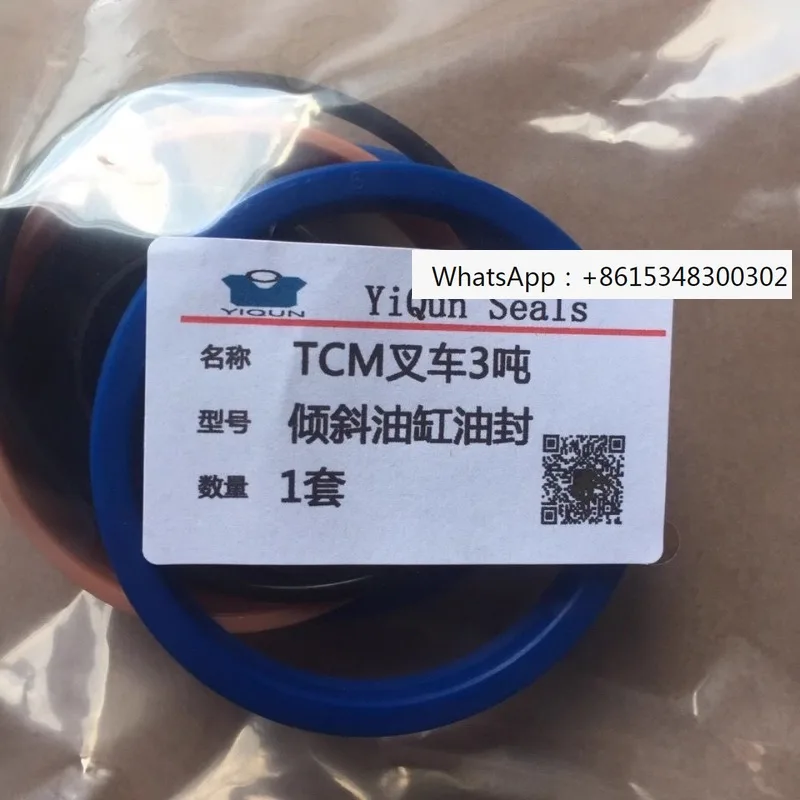 WhatsApp：+8615348300302
YIQUN
YiQun Seals
名称 TCM叉车3吨
型号 倾斜油缸油封
数量 1套